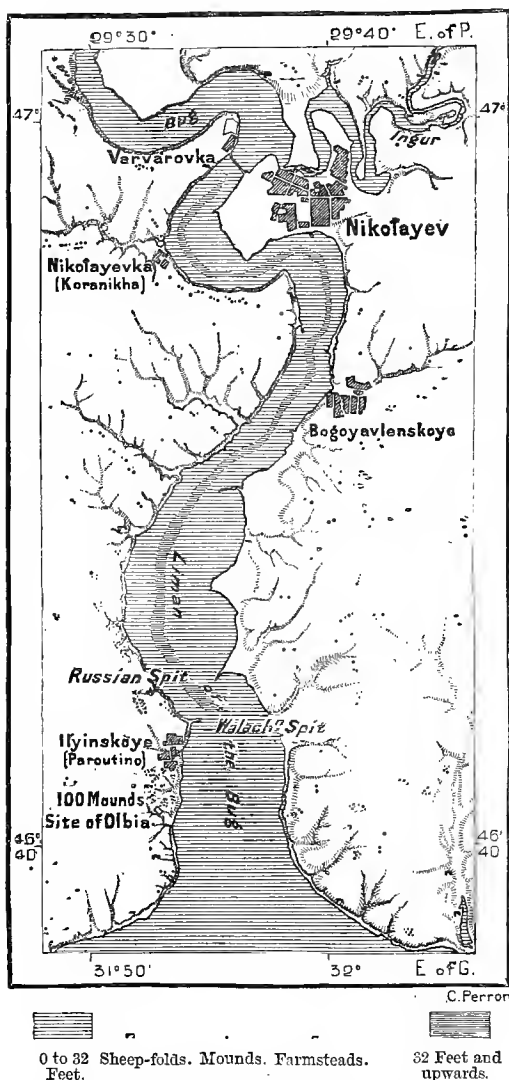 29°30' 29°40' E. of P.
47° 47°
BUG
Ingur
Varvarovka
Nikolayev
Nikolayevka
(Koranikha)
Bogoyavlenskoye
Liman
Russian Spit
of
Walachn Spit
Ilyinskoye
(Paroutino)
the
100 Mounds
Site of Olbia
Bug
46° 46°
40' 40
31°50' 32° E. of G.
C. Perron
0 to 32 Sheep-folds. Mounds. Farmsteads. 32 Feet and
Feet. upwards.